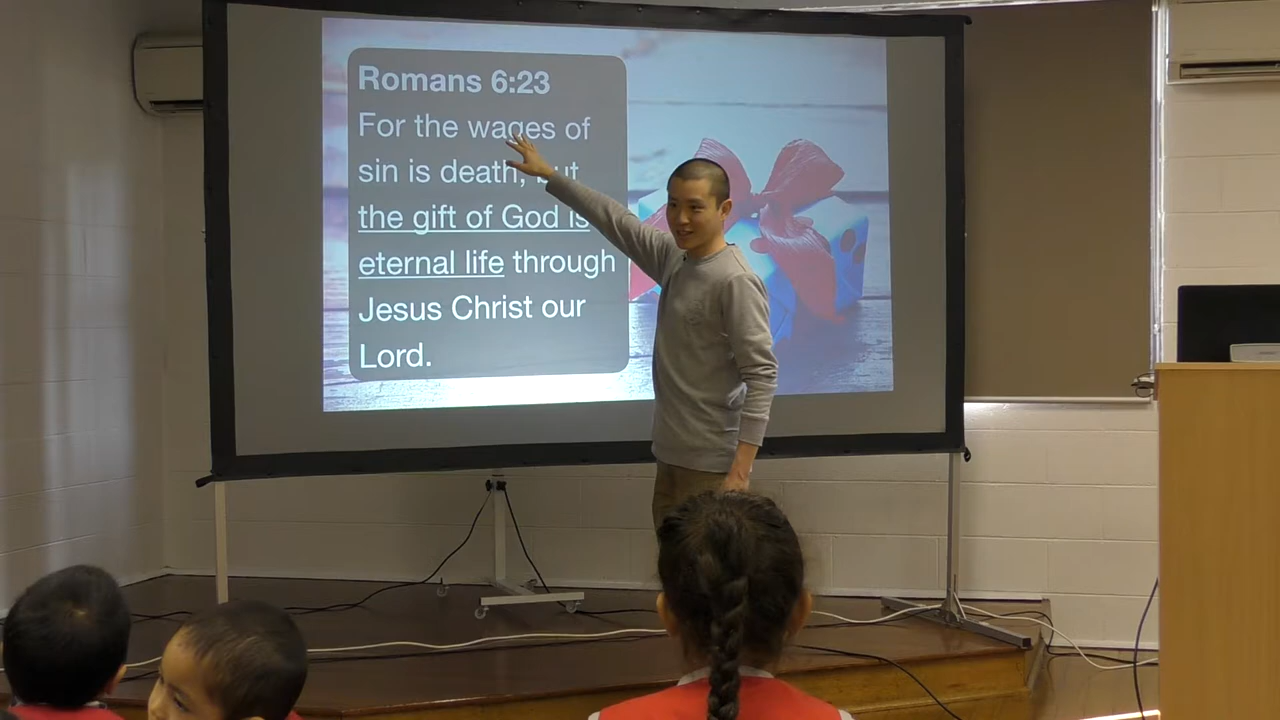 Romans 6:23
For the wages of
sin is death, but
the gift of God is
eternal life through
Jesus Christ our
Lord.